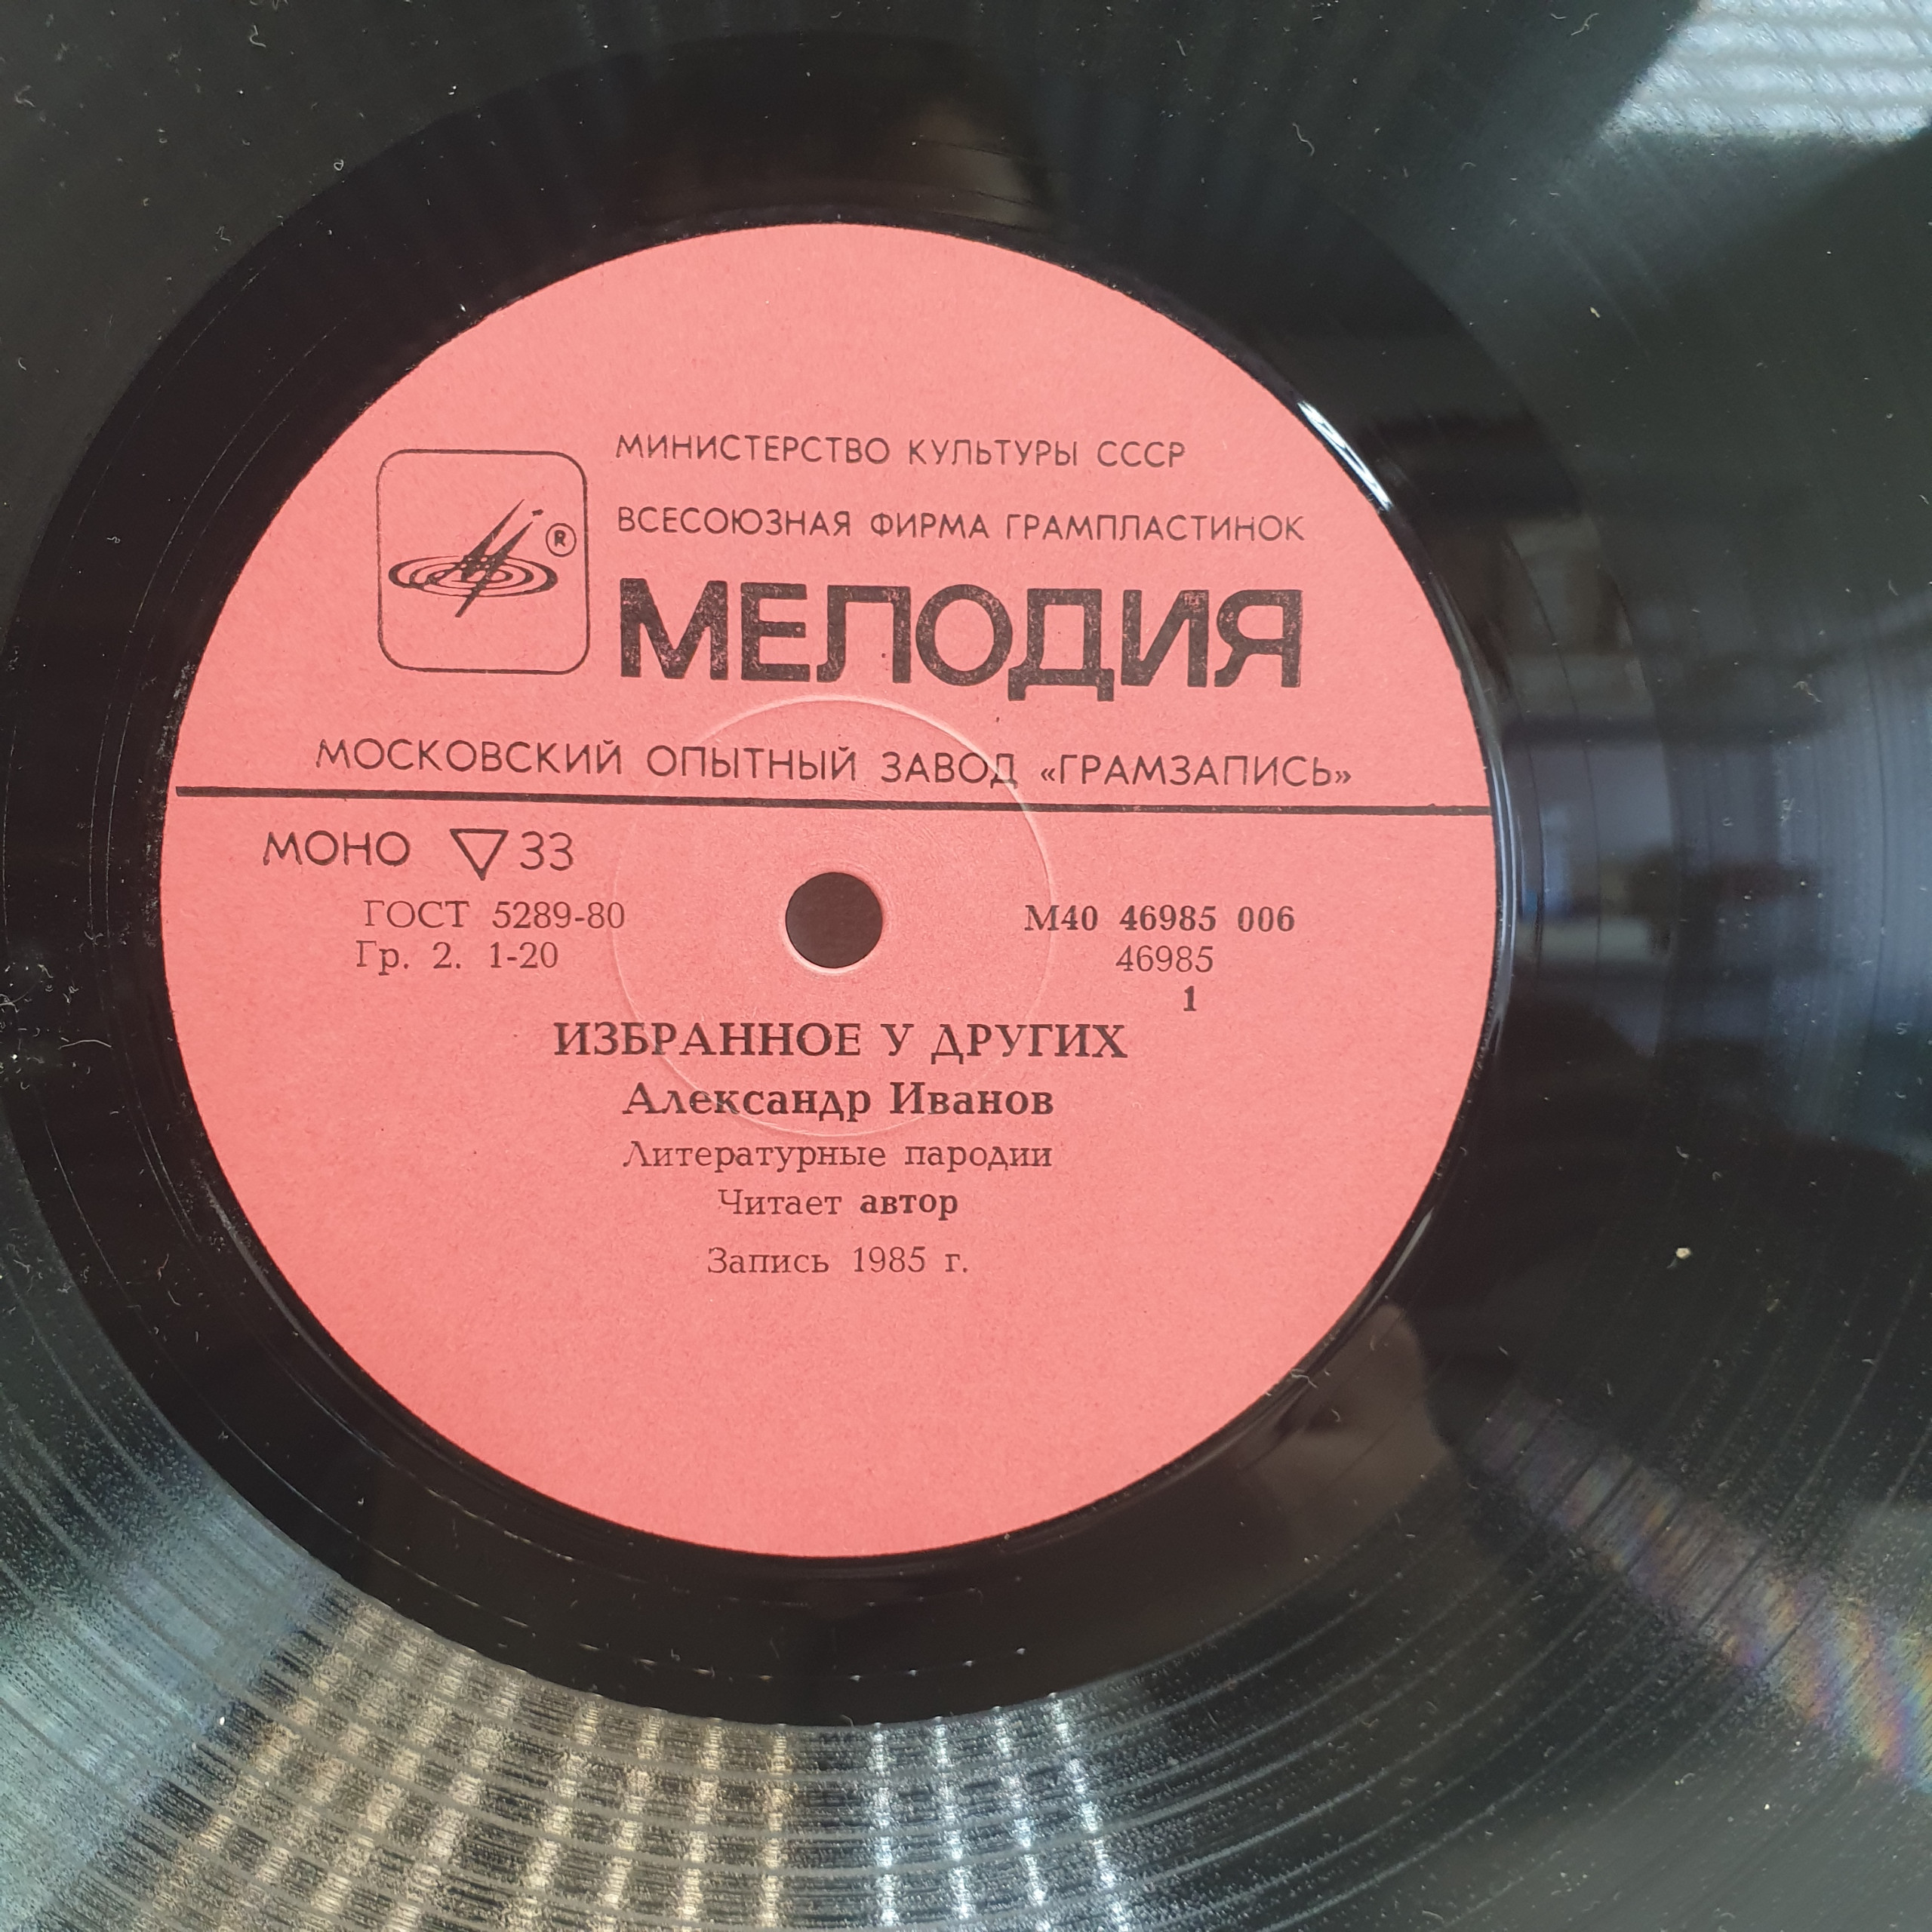 МИНИСТЕРСТВО КУЛЬТУРЫ СССР
ВСЕСОЮЗНАЯ ФИРМА ГРАМПЛАСТИНОК
®
МЕЛОДИЯ
МОСКОВСКИЙ ОПЫТНЫЙ ЗАВОД «ГРАМЗАПИСЬ»
МОНО ▽ 33
ГОСТ 5289-80
Гр. 2. 1-20
М40 46985 006
46985
1
ИЗБРАННОЕ У ДРУГИХ
Александр Иванов
Литературные пародии
Читает автор
Запись 1985 г.